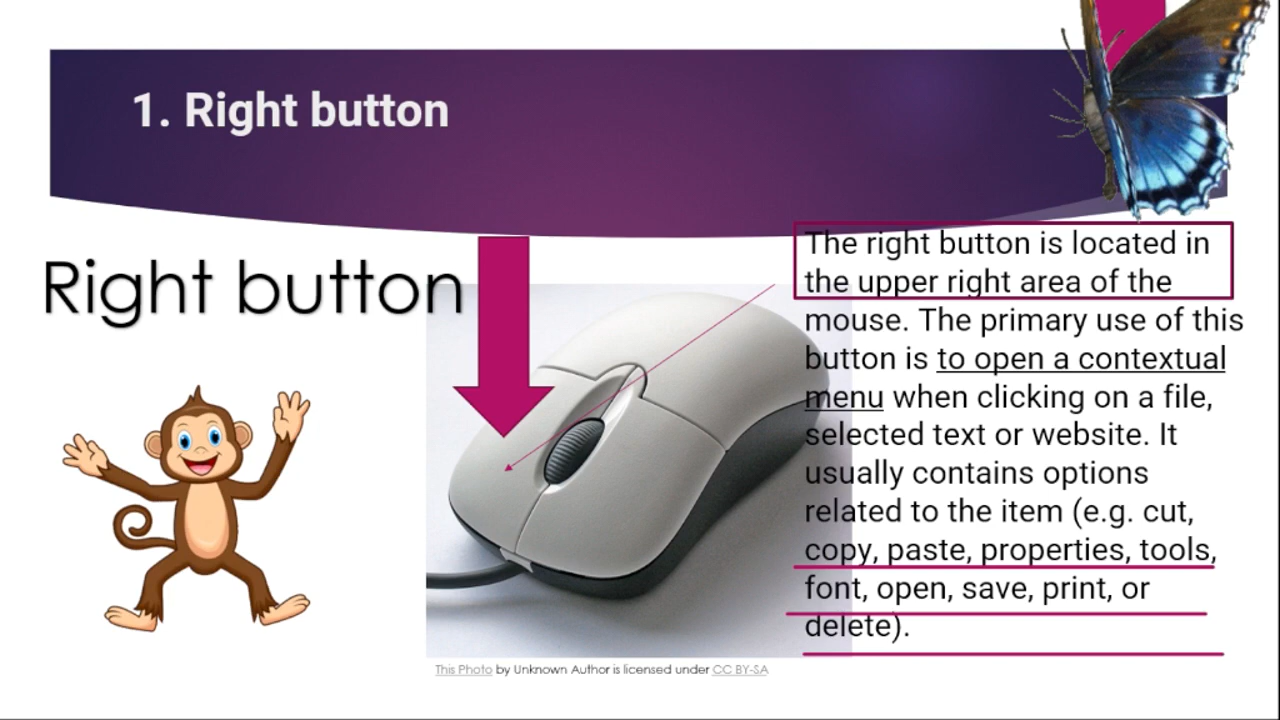 1. Right button
Right button
The right button is located in
the upper right area of the
mouse. The primary use of this
button is to open a contextual
menu when clicking on a file,
selected text or website. It
usually contains options
related to the item (e.g. cut,
copy, paste, properties, tools,
font, open, save, print, or
delete).
This Photo by Unknown Author is licensed under CC BY-SA